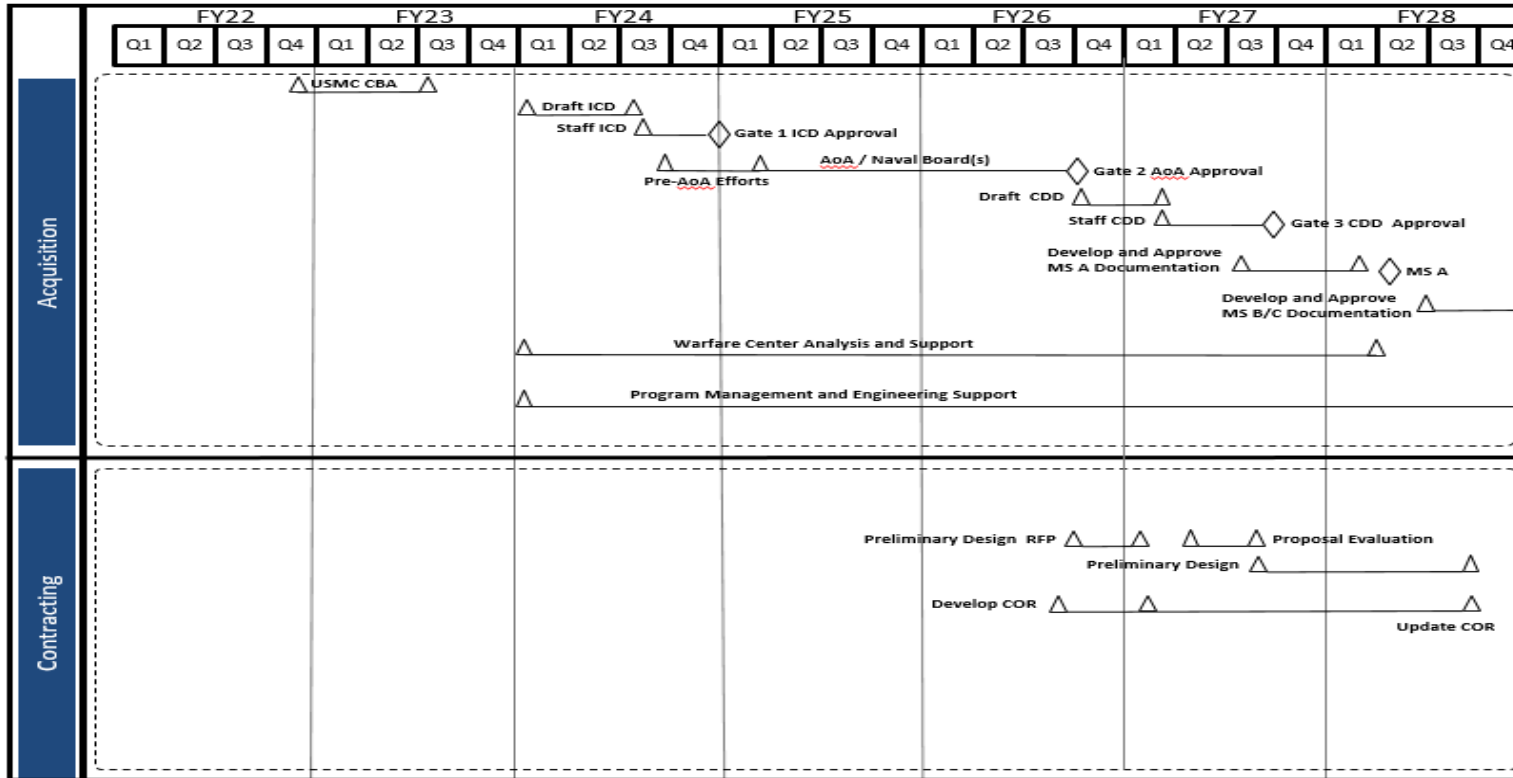 FY22 FY23 FY24 FY25 FY26 FY27 FY28
Q1 Q2 Q3 Q4 Q1 Q2 Q3 Q4 Q1 Q2 Q3 Q4 Q1 Q2 Q3 Q4 Q1 Q2 Q3 Q4 Q1 Q2 Q3 Q4 Q1 Q2 Q3 Q4
Acquisition
USMC CBA
Draft ICD
Staff ICD
Gate 1 ICD Approval
AoA / Naval Board(s)
Pre-AoA Efforts
Gate 2 AoA Approval
Draft CDD
Staff CDD
Gate 3 CDD Approval
Develop and Approve
MS A Documentation
MS A
Develop and Approve
MS B/C Documentation
Warfare Center Analysis and Support
Program Management and Engineering Support
Contracting
Preliminary Design RFP
Proposal Evaluation
Preliminary Design
Develop COR
Update COR